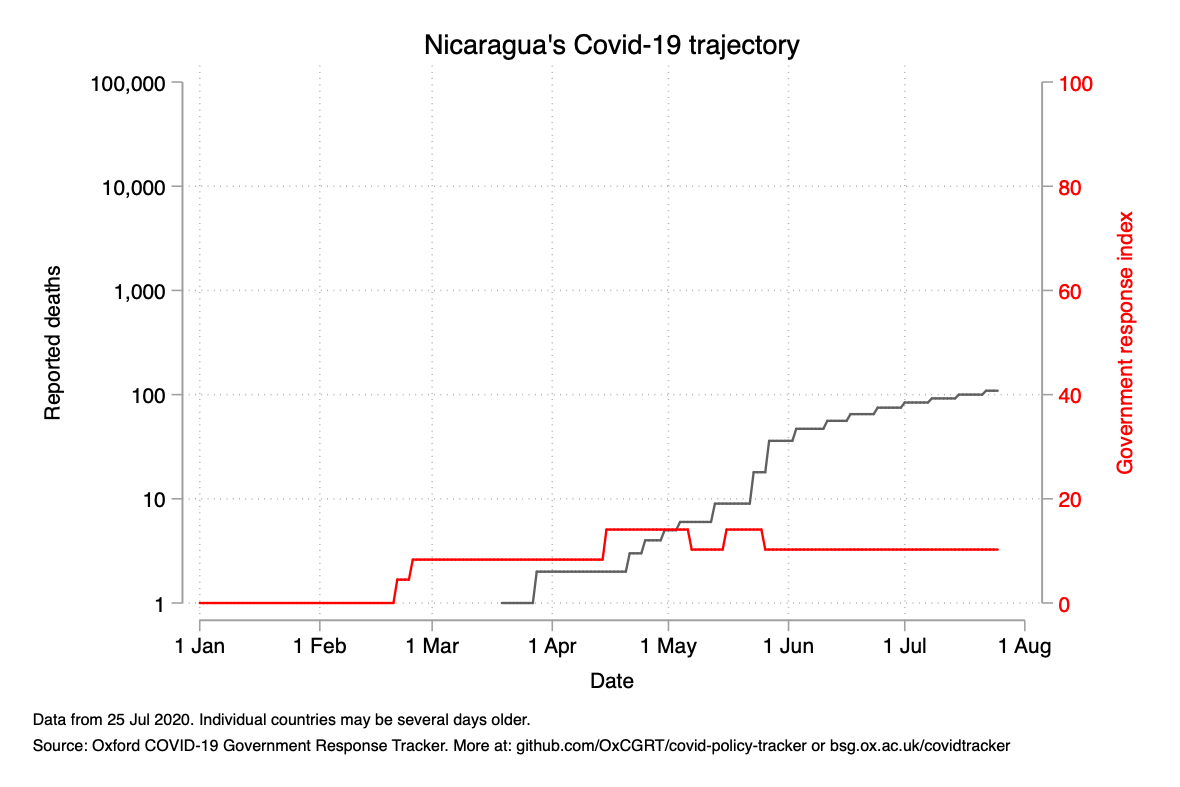 Nicaragua's Covid-19 trajectory
100,000
10,000
1,000
100
10
1
Reported deaths
100
80
60
40
20
0
Government response index
1 Jan
1 Feb
1 Mar
1 Apr
1 May
1 Jun
1 Jul
1 Aug
Date
Data from 25 Jul 2020. Individual countries may be several days older.
Source: Oxford COVID-19 Government Response Tracker. More at: github.com/OxCGRT/covid-policy-tracker or bsg.ox.ac.uk/covidtracker